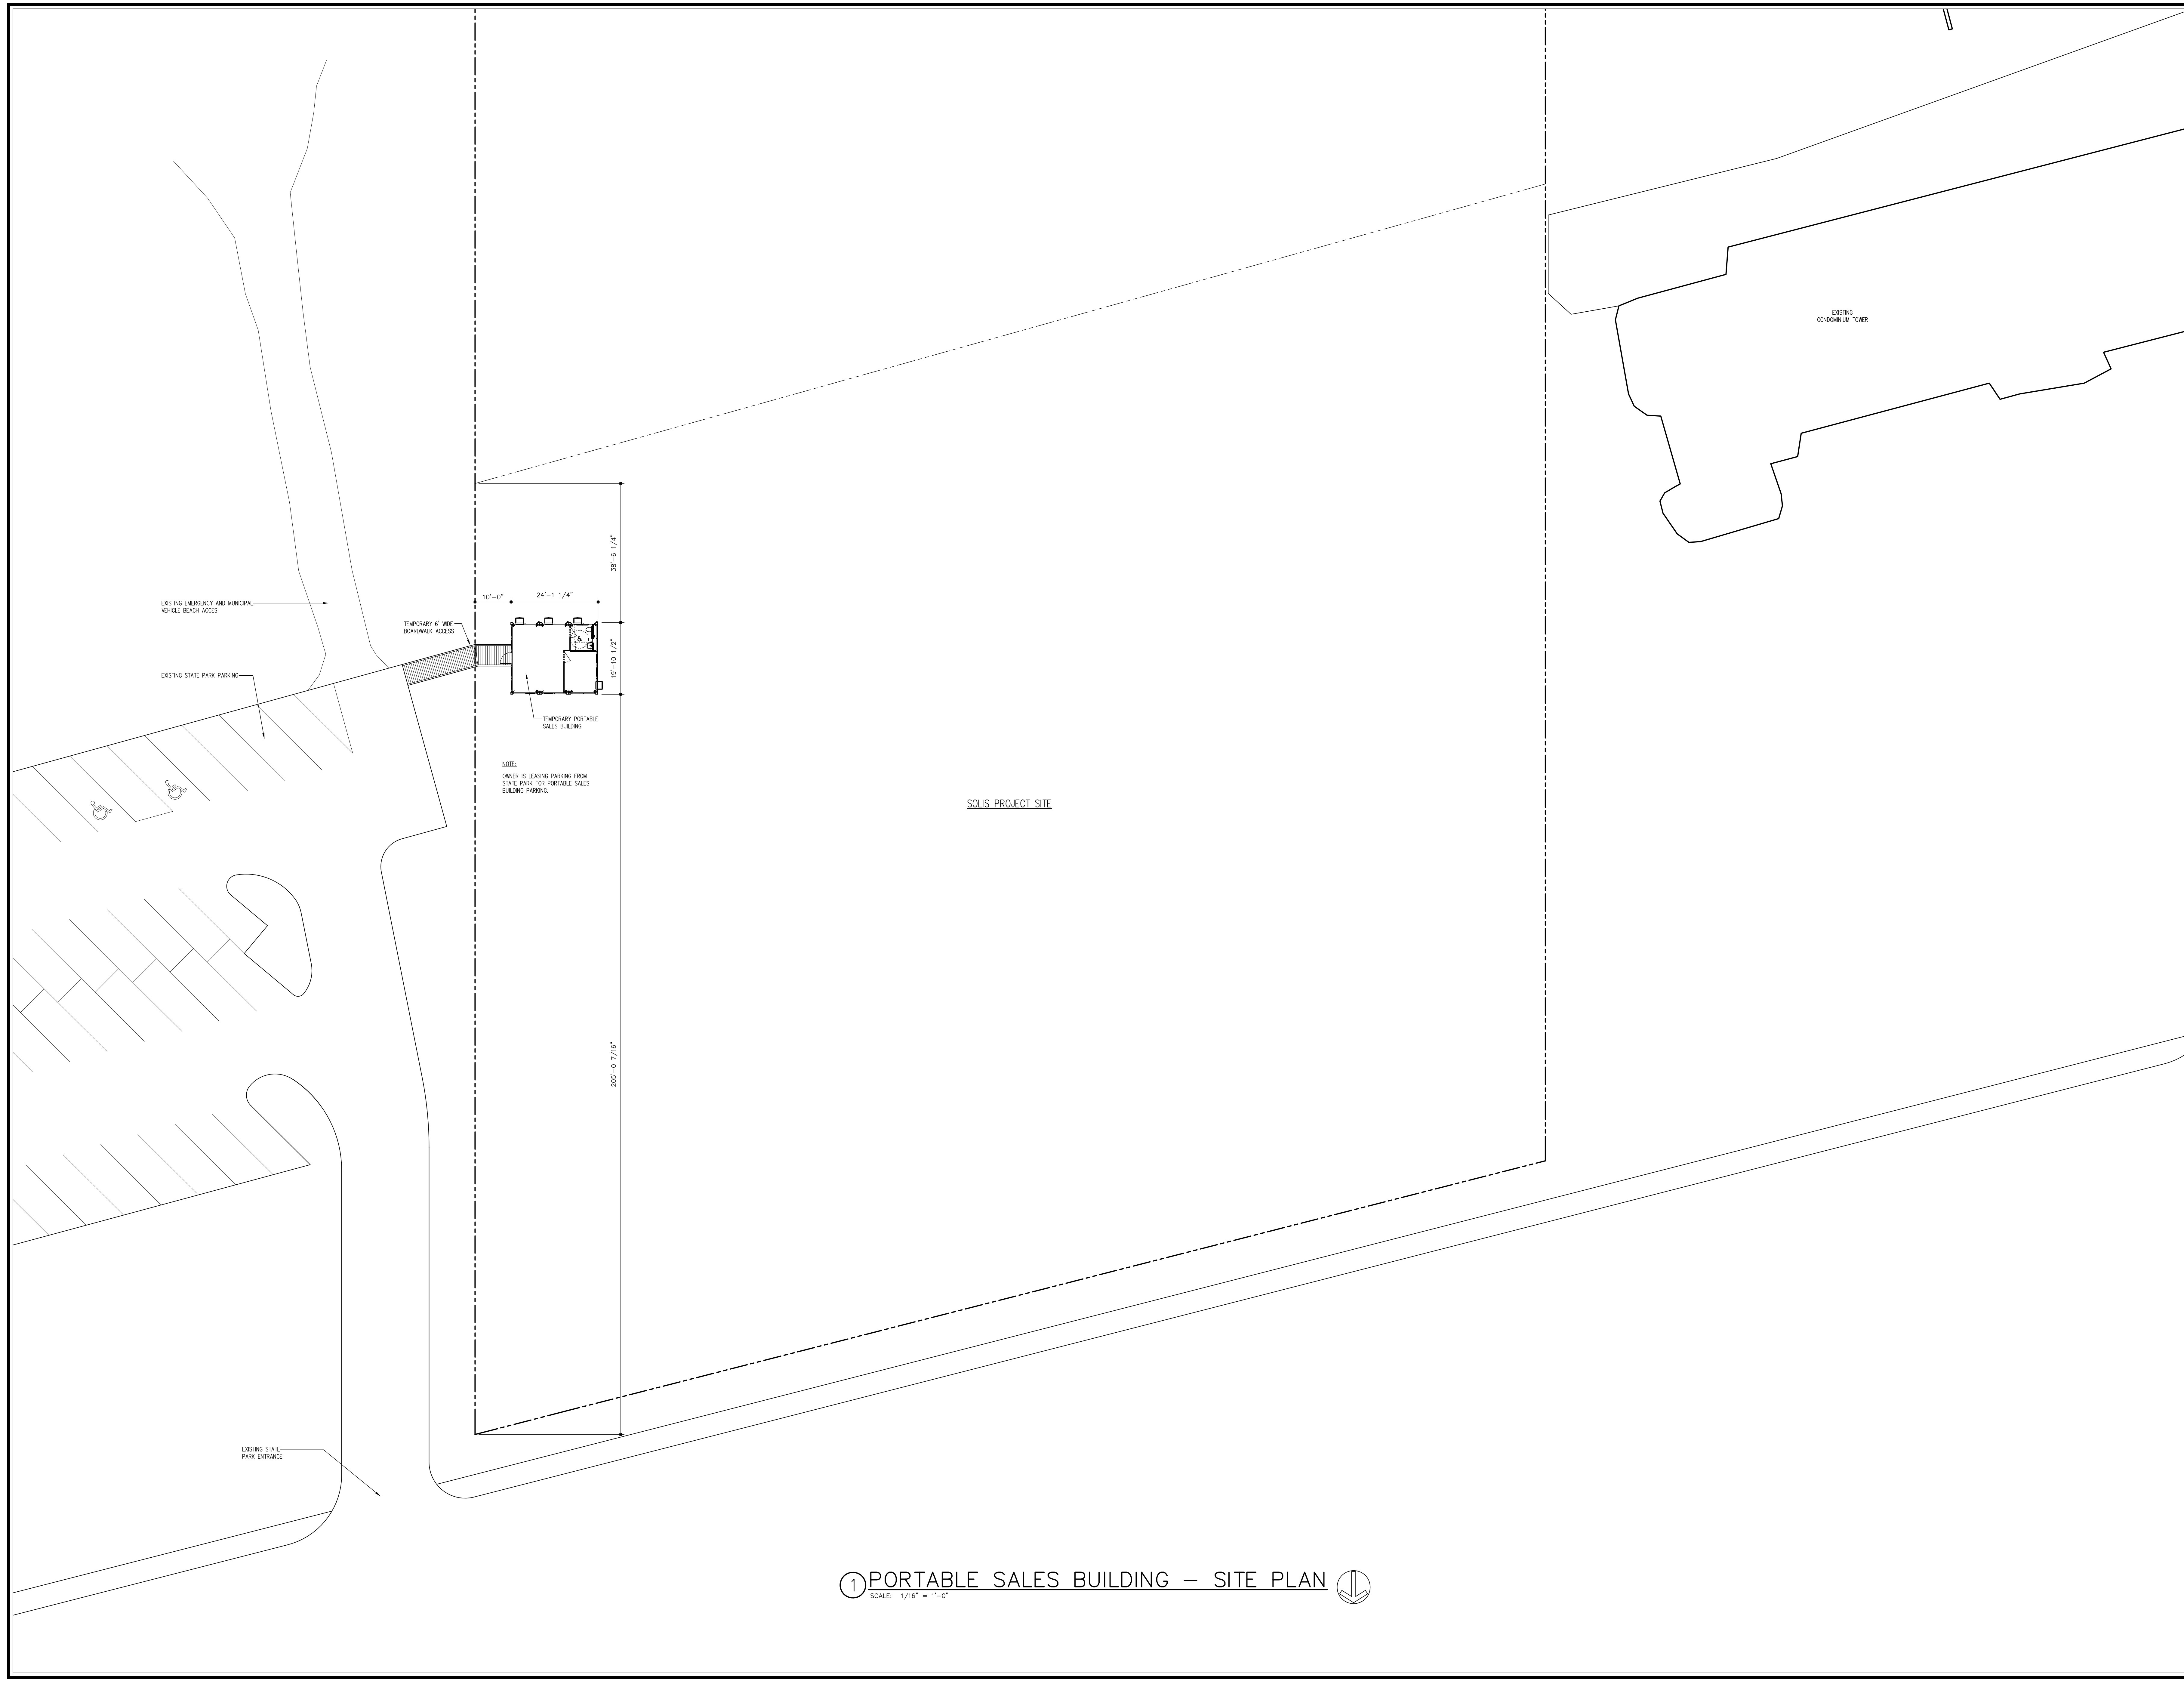 EXISTING
CONDOMINIUM TOWER
38'-6 1/4"
10'-0"
24'-1 1/4"
EXISTING EMERGENCY AND MUNICIPAL
VEHICLE BEACH ACCES
TEMPORARY 6' WIDE
BOARDWALK ACCESS
19'-10 1/2"
EXISTING STATE PARK PARKING
TEMPORARY PORTABLE
SALES BUILDING
NOTE:
OWNER IS LEASING PARKING FROM
STATE PARK FOR PORTABLE SALES
BUILDING PARKING.
SOLIS PROJECT SITE
205'-0 7/16"
EXISTING STATE
PARK ENTRANCE
1 PORTABLE SALES BUILDING - SITE PLAN
SCALE: 1/16" = 1'-0"